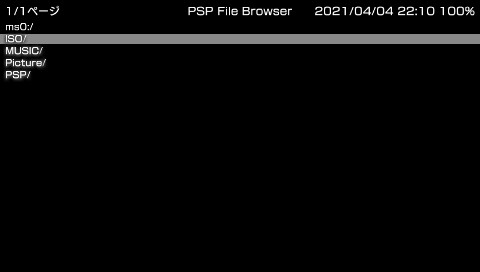 1/1ページ PSP File Browser 2021/04/04 22:10 100%
ms0:/
ISO/
MUSIC/
Picture/
PSP/